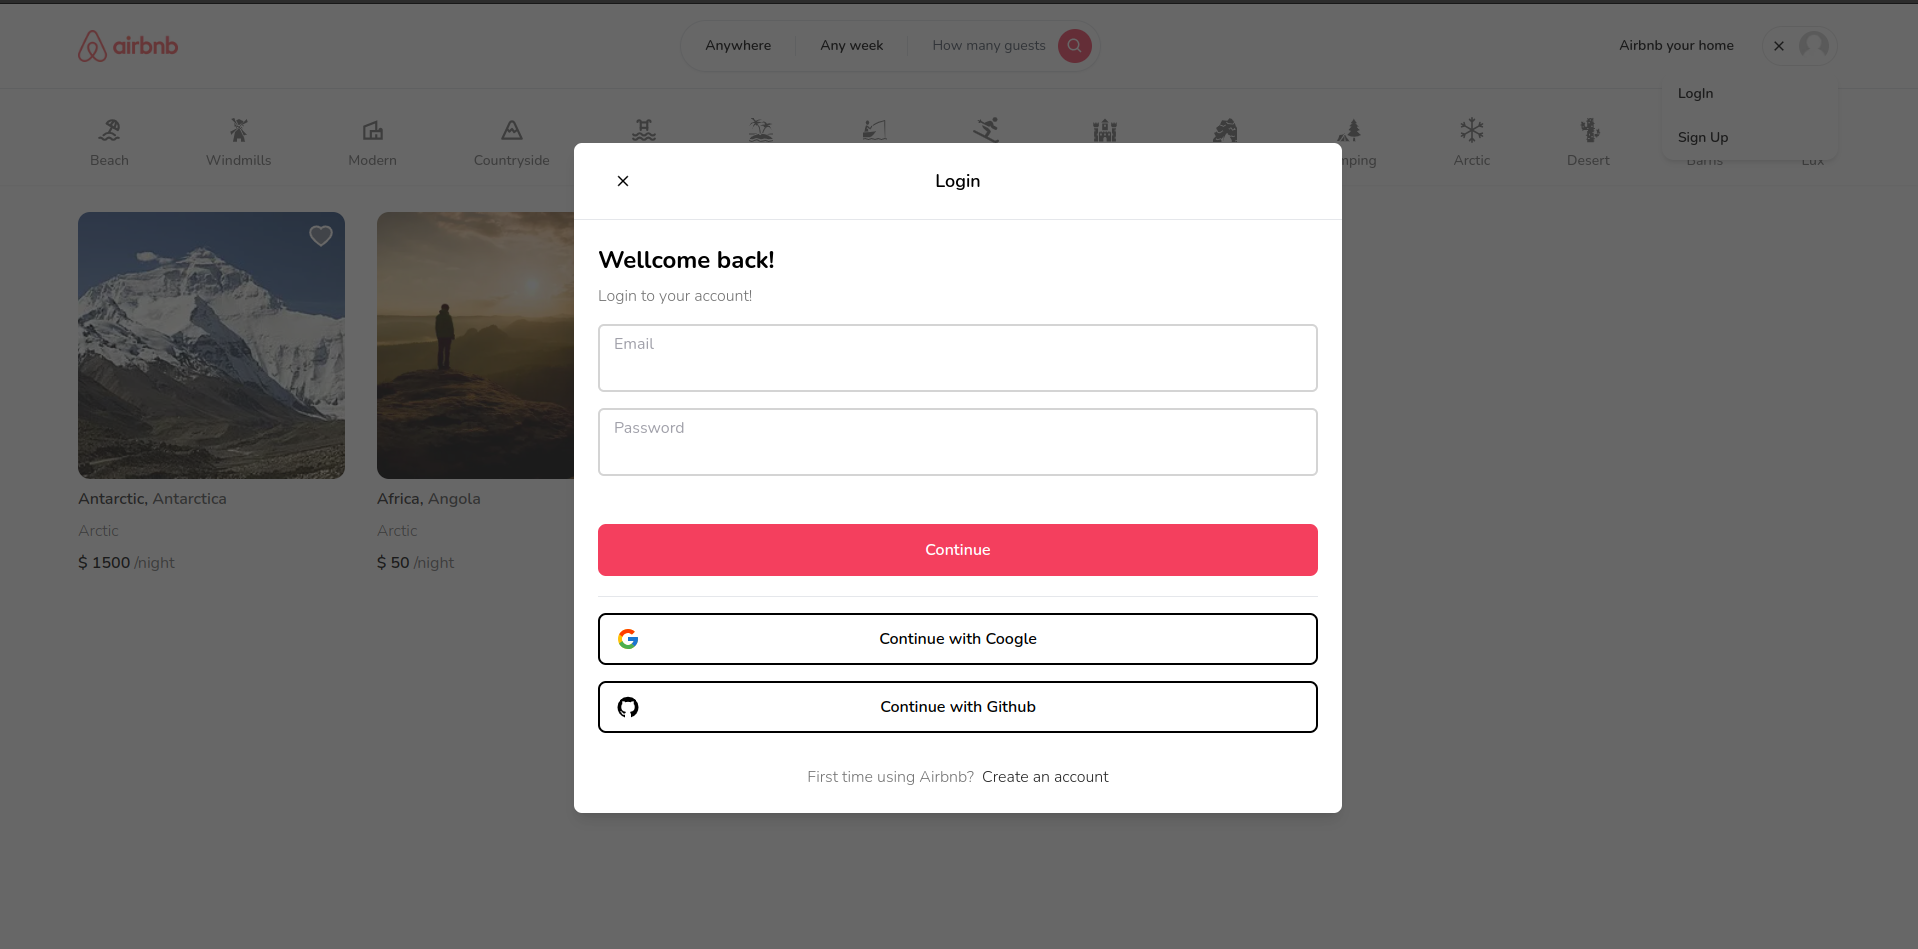 airbnb
Anywhere
Any week
How many guests
Airbnb your home
LogIn
Sign Up
Beach
Windmills
Modern
Countryside
mping
Arctic
Desert
Barns
Lux
Login
Wellcome back!
Login to your account!
Email
Password
Continue
Continue with Coogle
Continue with Github
First time using Airbnb? Create an account
Antarctic, Antarctica
Arctic
$ 1500 /night
Africa, Angola
Arctic
$ 50 /night